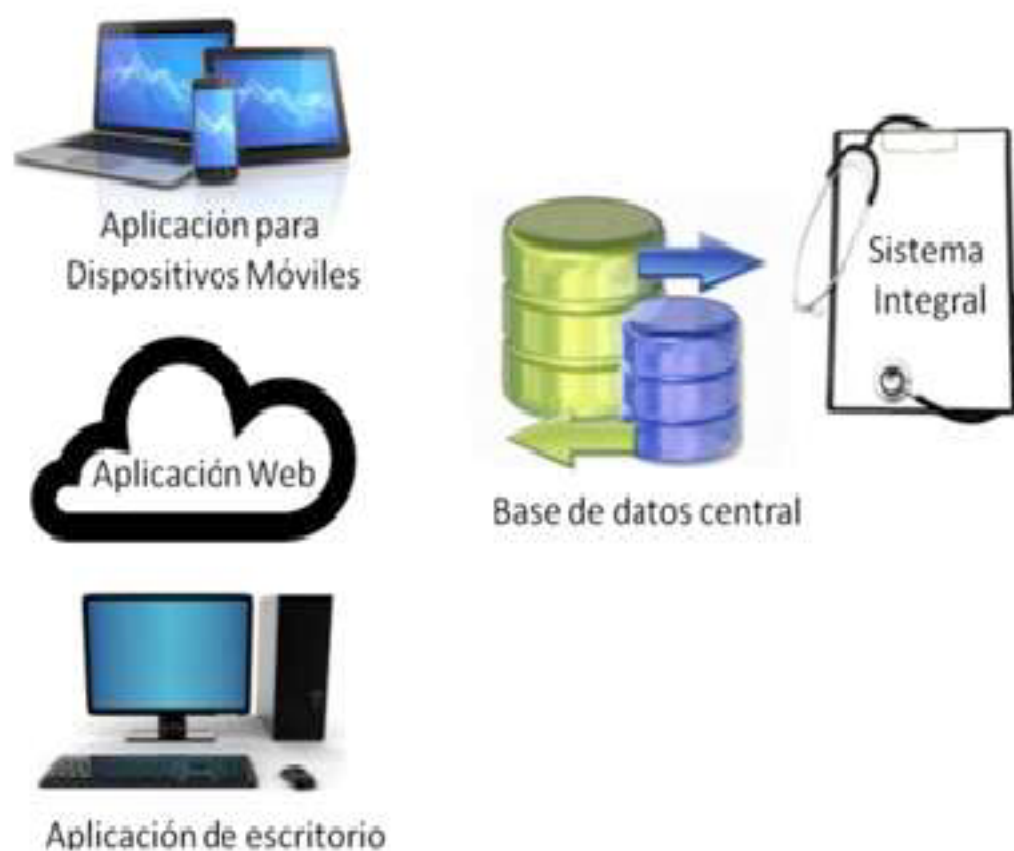 Aplicación para
Dispositivos Móviles
Aplicación Web
Aplicación de escritorio
Base de datos central
Sistema
Integral